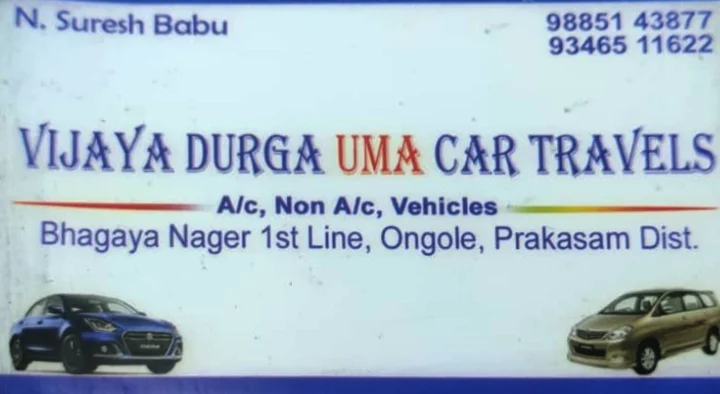 N. Suresh Babu
98851 43877
93465 11622
VIJAYA DURGA UMA CAR TRAVELS
A/c, Non A/c, Vehicles
Bhagaya Nager 1st Line, Ongole, Prakasam Dist.